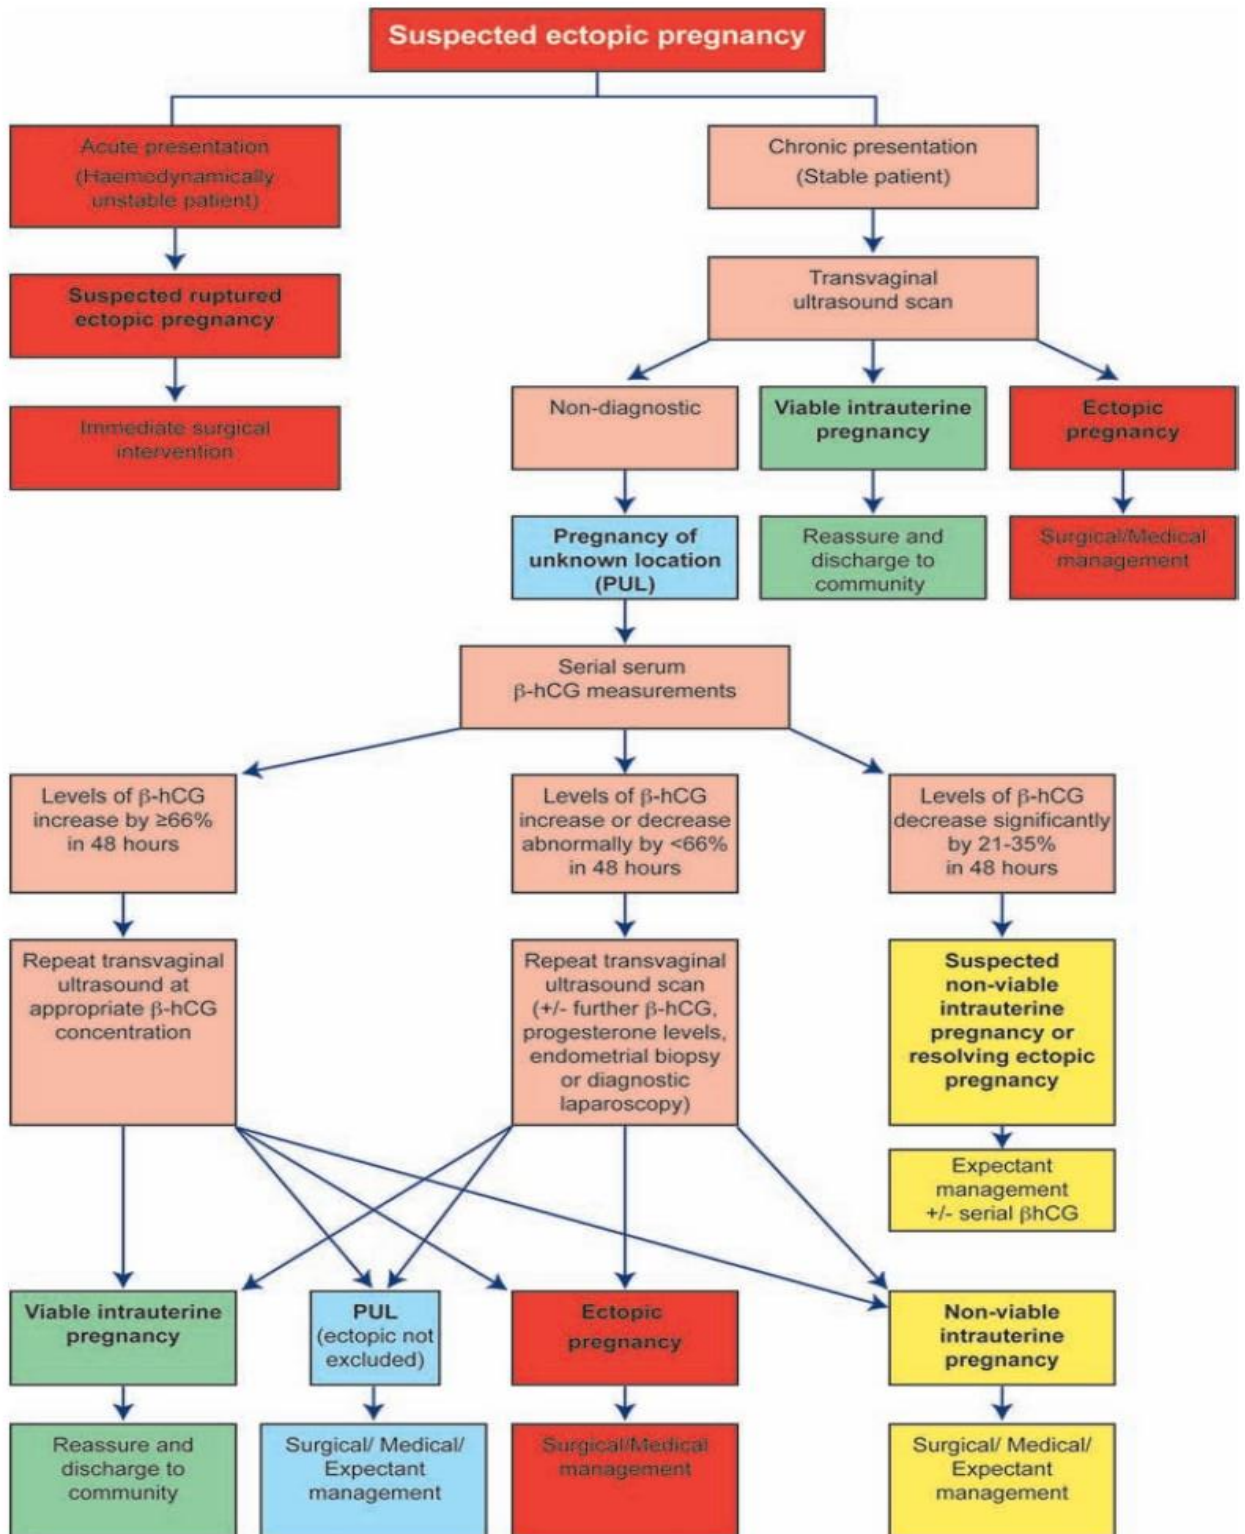 Suspected ectopic pregnancy
Acute presentation
(Haemodynamically
unstable patient)
Chronic presentation
(Stable patient)
Suspected ruptured
ectopic pregnancy
Transvaginal
ultrasound scan
Immediate surgical
intervention
Non-diagnostic
Viable intrauterine
pregnancy
Ectopic
pregnancy
Pregnancy of
unknown location
(PUL)
Reassure and
discharge to
community
Surgical/Medical
management
Serial serum
β-hCG measurements
Levels of β-hCG
increase by ≥66%
in 48 hours
Levels of β-hCG
increase or decrease
abnormally by <66%
in 48 hours
Levels of β-hCG
decrease significantly
by 21-35%
in 48 hours
Repeat transvaginal
ultrasound at
appropriate β-hCG
concentration
Repeat transvaginal
ultrasound scan
(+/- further β-hCG,
progesterone levels,
endometrial biopsy
or diagnostic
laparoscopy)
Suspected
non-viable
intrauterine
pregnancy or
resolving ectopic
pregnancy
Expectant
management
+/- serial βhCG
Viable intrauterine
pregnancy
PUL
(ectopic not
excluded)
Ectopic
pregnancy
Non-viable
intrauterine
pregnancy
Reassure and
discharge to
community
Surgical/ Medical/
Expectant
management
Surgical/Medical
management
Surgical/ Medical/
Expectant
management